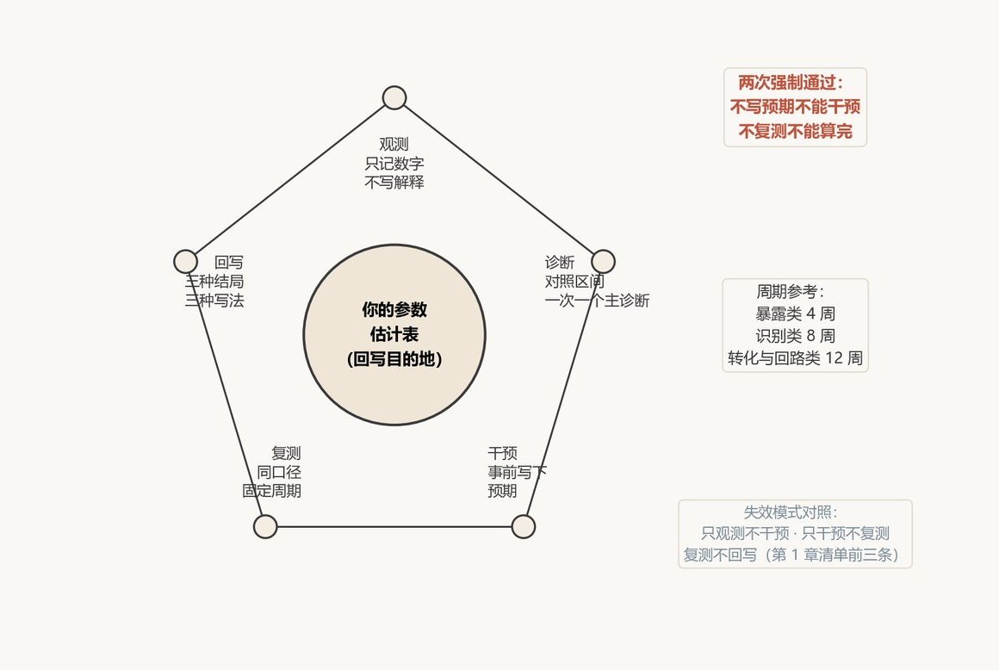 观测
只记数字
不写解释
诊断
对照区间
一次一个主诊断
干预
事前写下
预期
复测
同口径
固定周期
回写
三种结局
三种写法
你的参数
估计表
（回写目的地）
两次强制通过：
不写预期不能干预
不复测不能算完
周期参考：
暴露类 4 周
识别类 8 周
转化与回路类 12 周
失效模式对照：
只观测不干预 · 只干预不复测
复测不回写（第 1 章清单前三条）